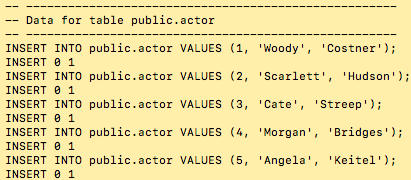 -- ----------------------------------------------
-- Data for table public.actor
-- ----------------------------------------------
INSERT INTO public.actor VALUES (1, 'Woody', 'Costner');
INSERT 0 1
INSERT INTO public.actor VALUES (2, 'Scarlett', 'Hudson');
INSERT 0 1
INSERT INTO public.actor VALUES (3, 'Cate', 'Streep');
INSERT 0 1
INSERT INTO public.actor VALUES (4, 'Morgan', 'Bridges');
INSERT 0 1
INSERT INTO public.actor VALUES (5, 'Angela', 'Keitel');
INSERT 0 1